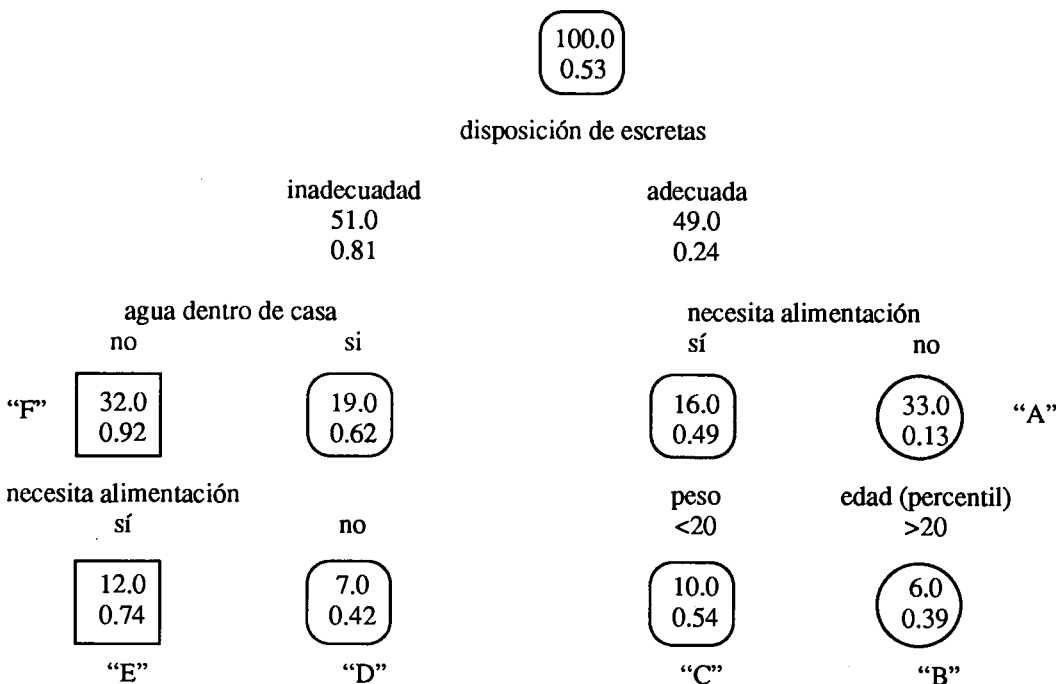 100.0
0.53
disposición de escretas
inadecuadad adecuada
51.0 49.0
0.81 0.24
agua dentro de casa necesita alimentación
no si sí no
“F” 32.0 19.0 16.0 33.0 “A”
0.92 0.62 0.49 0.13
necesita alimentación peso edad (percentil)
sí no <20 >20
12.0 7.0 10.0 6.0
0.74 0.42 0.54 0.39
“E” “D” “C” “B”